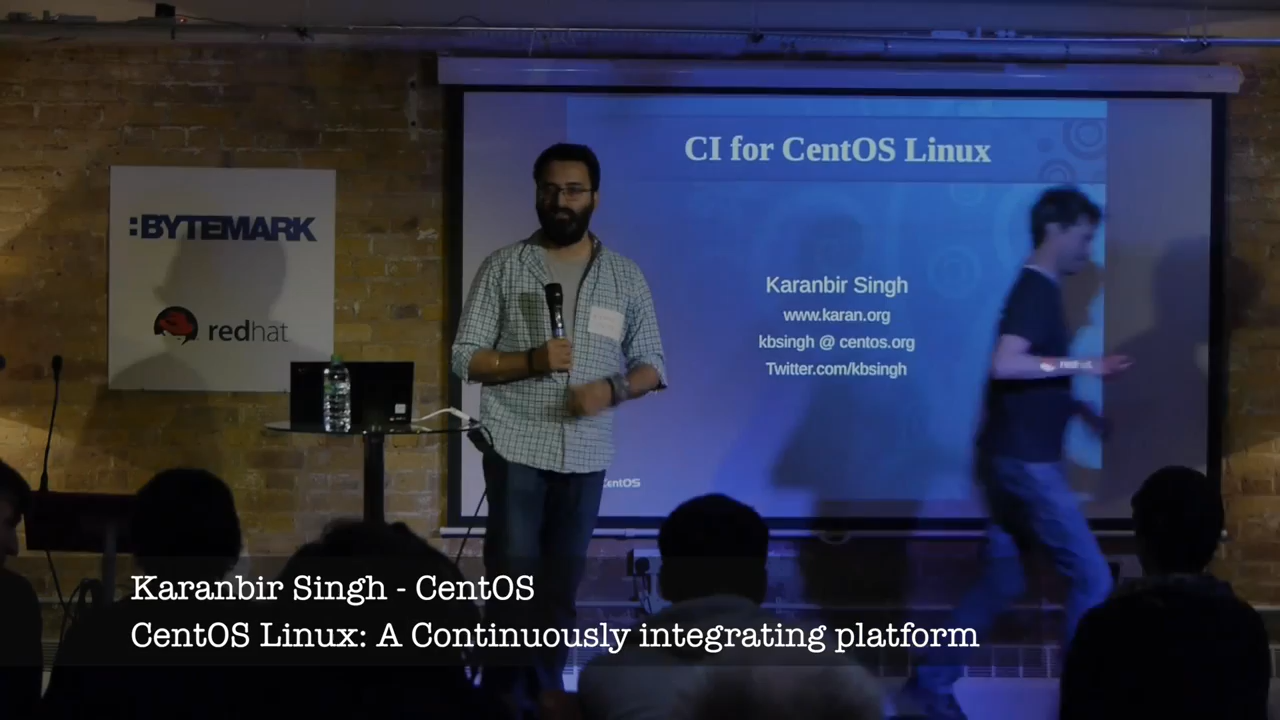 CI for CentOS Linux
:BYTEMARK
redhat
Karanbir Singh
www.karan.org
kbsingh @ centos.org
Twitter.com/kbsingh
redhat.
CentOS
Karanbir Singh - CentOS
CentOS Linux: A Continuously integrating platform